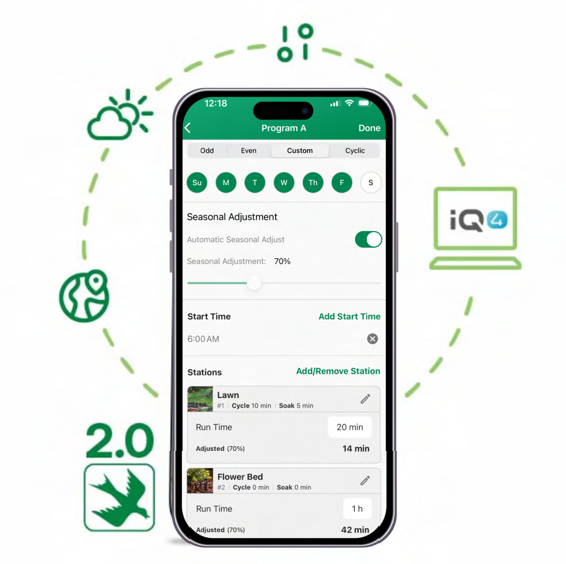 12:18
Program A
Done
Odd Even Custom Cyclic
Su M T W Th F S
Seasonal Adjustment
Automatic Seasonal Adjust
Seasonal Adjustment: 70%
iQ4
Start Time Add Start Time
6:00 AM
Stations Add/Remove Station
Lawn
#1 | Cycle 10 min | Soak 5 min
Run Time 20 min
Adjusted (70%) 14 min
2.0
Flower Bed
#2 | Cycle 0 min | Soak 0 min
Run Time 1 h
Adjusted (70%) 42 min